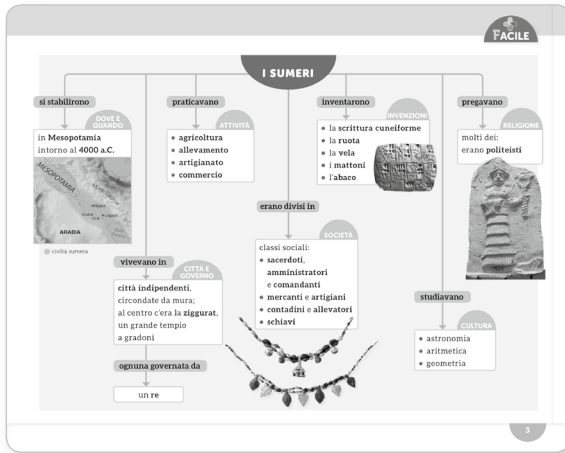 FACILE
I SUMERI
si stabilirono
DOVE E
QUANDO
in Mesopotamia
intorno al 4000 a.C.
MESOPOTAMIA
ARABIA
© civiltà sumera
praticavano
ATTIVITÀ
• agricoltura
• allevamento
• artigianato
• commercio
inventarono
INVENZIONI
• la scrittura cuneiforme
• la ruota
• la vela
• i mattoni
• l'abaco
pregavano
RELIGIONE
molti dei:
erano politeisti
vivevano in
CITTÀ E
GOVERNO
città indipendenti,
circondate da mura;
al centro c'era la ziggurat,
un grande tempio
a gradoni
ognuna governata da
un re
erano divisi in
SOCIETÀ
classi sociali:
• sacerdoti,
amministratori
e comandanti
• mercanti e artigiani
• contadini e allevatori
• schiavi
studiavano
CULTURA
• astronomia
• aritmetica
• geometria
3